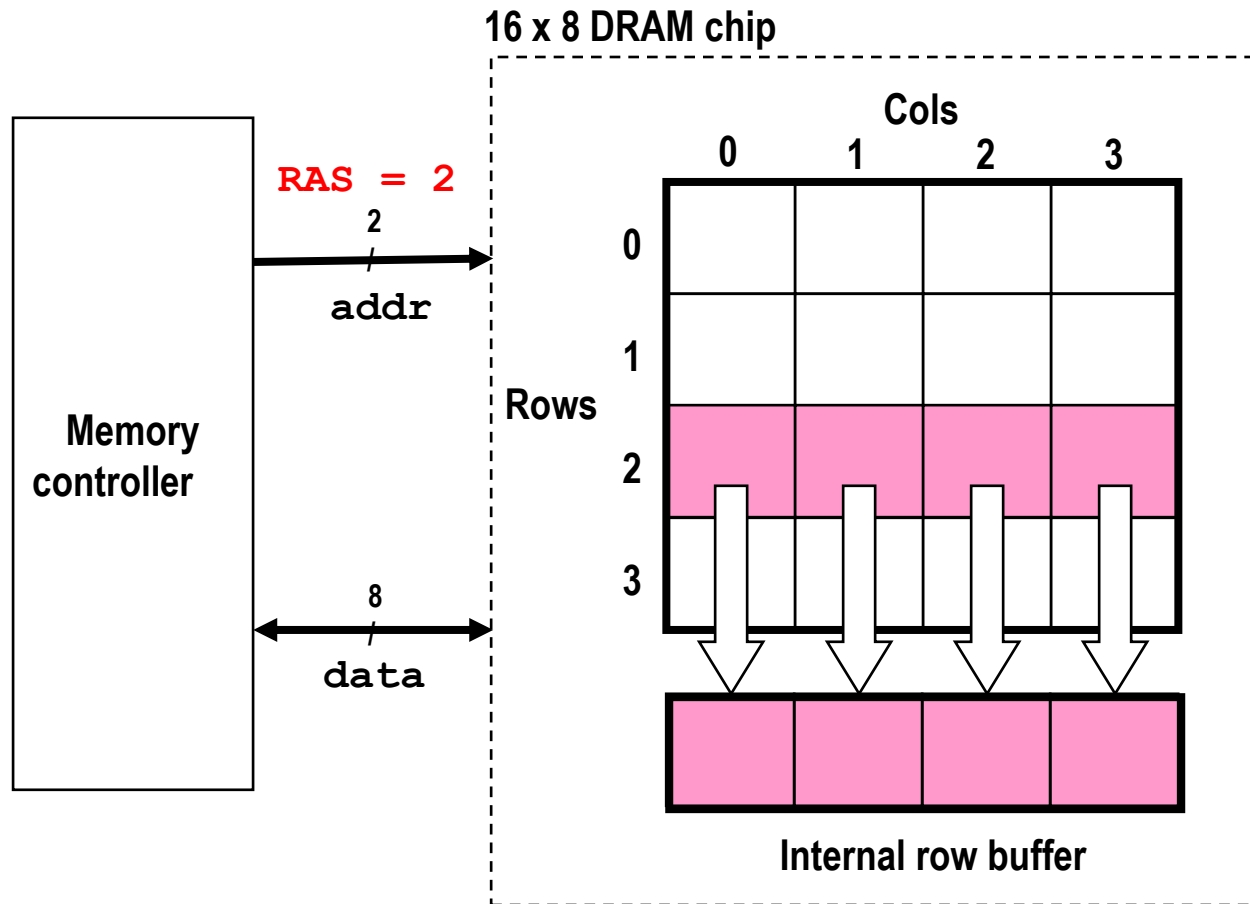 16 x 8 DRAM chip
Cols
0 1 2 3
RAS = 2
2
addr
0
1
Rows
2
3
Memory
controller
8
data
Internal row buffer